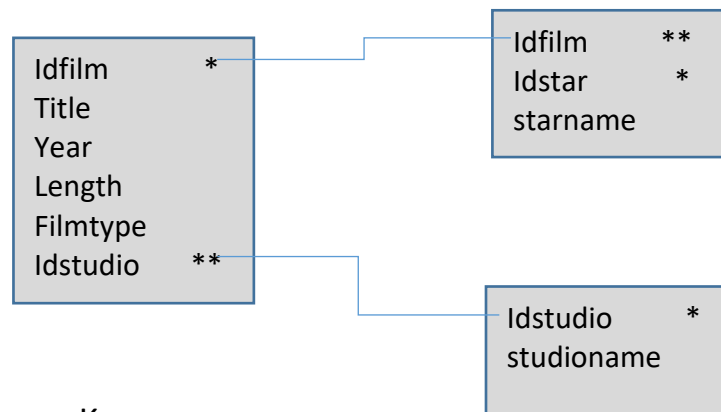 Idfilm *
Title
Year
Length
Filmtype
Idstudio **
Idfilm **
Idstar *
starname
Idstudio *
studioname